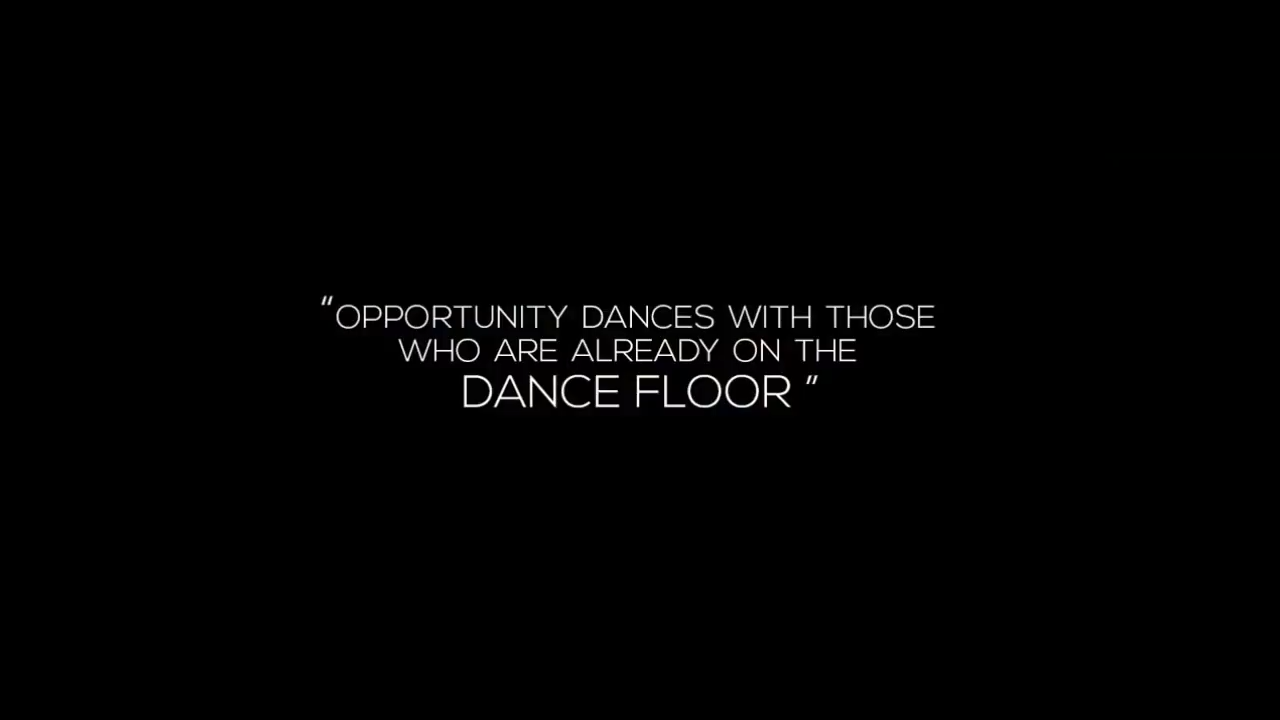 “OPPORTUNITY DANCES WITH THOSE
WHO ARE ALREADY ON THE
DANCE FLOOR ”